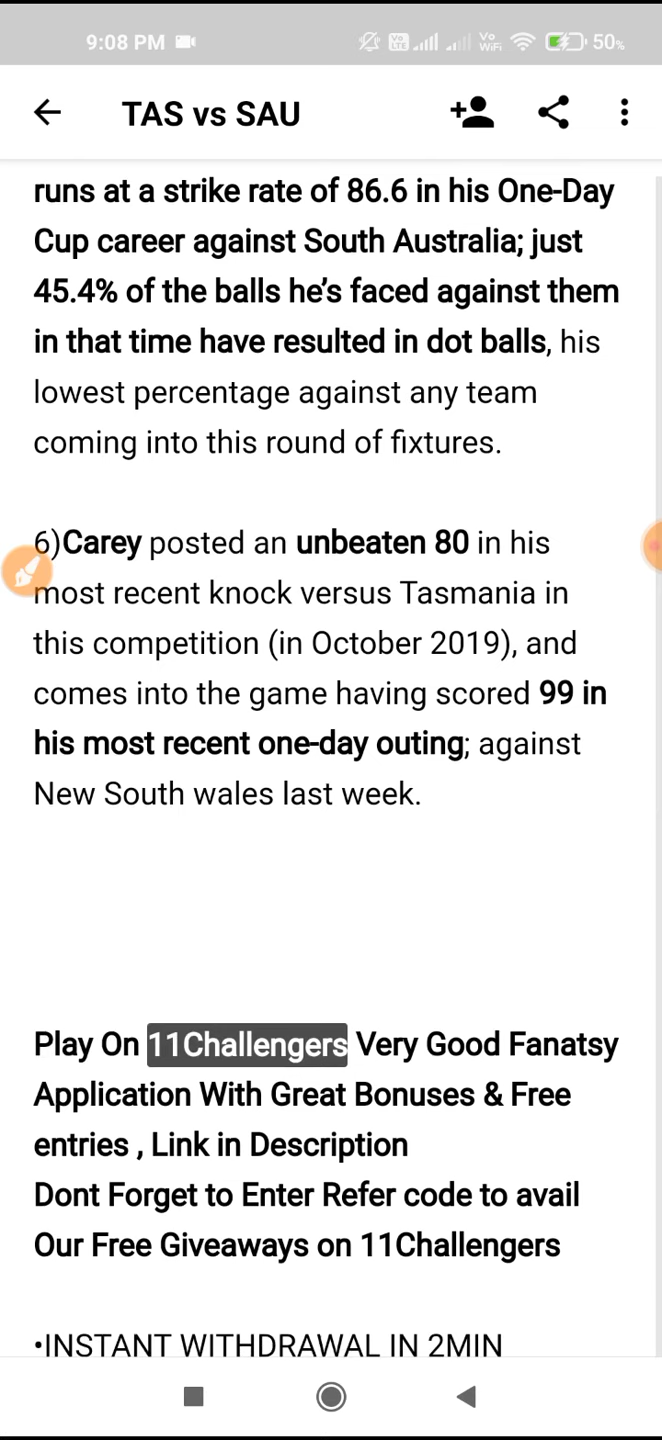 9:08 PM
Vo LTE
Vo WiFi
50%
TAS vs SAU
runs at a strike rate of 86.6 in his One-Day
Cup career against South Australia; just
45.4% of the balls he's faced against them
in that time have resulted in dot balls, his
lowest percentage against any team
coming into this round of fixtures.
6)Carey posted an unbeaten 80 in his
most recent knock versus Tasmania in
this competition (in October 2019), and
comes into the game having scored 99 in
his most recent one-day outing; against
New South wales last week.
Play On 11Challengers Very Good Fanatsy
Application With Great Bonuses & Free
entries , Link in Description
Dont Forget to Enter Refer code to avail
Our Free Giveaways on 11Challengers
•INSTANT WITHDRAWAL IN 2MIN